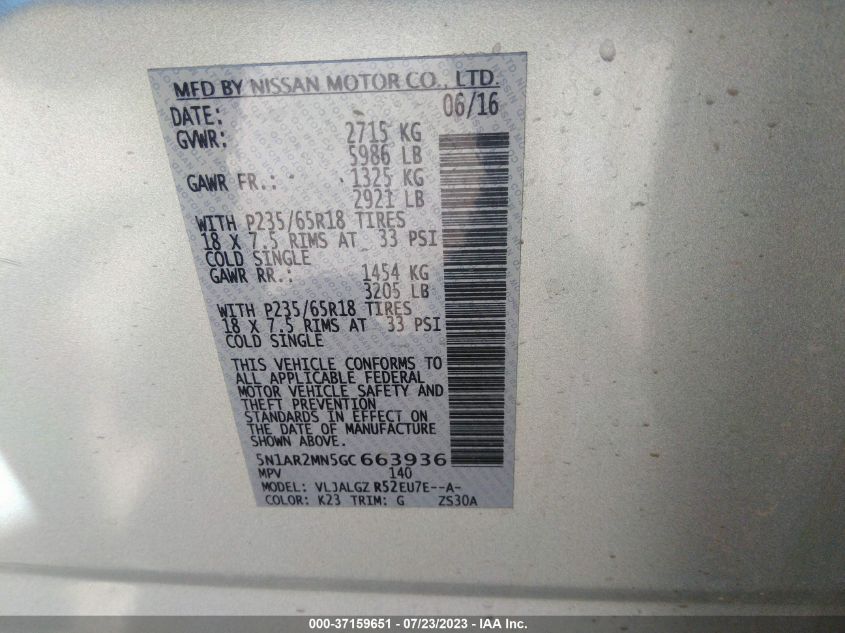 MFD BY NISSAN MOTOR CO., LTD.
DATE: 06/16
GVWR: 2715 KG
5986 LB
GAWR FR.: 1325 KG
2921 LB
WITH P235/65R18 TIRES
18 X 7.5 RIMS AT 33 PSI
COLD SINGLE
GAWR RR.: 1454 KG
3205 LB
WITH P235/65R18 TIRES
18 X 7.5 RIMS AT 33 PSI
COLD SINGLE
THIS VEHICLE CONFORMS TO
ALL APPLICABLE FEDERAL
MOTOR VEHICLE SAFETY AND
THEFT PREVENTION
STANDARDS IN EFFECT ON
THE DATE OF MANUFACTURE
SHOWN ABOVE.
5N1AR2MN5GC 663936
MPV 140
MODEL: VLJALGZ R52EU7E--A-
COLOR: K23 TRIM: G ZS30A
000-37159651 - 07/23/2023 - IAA Inc.